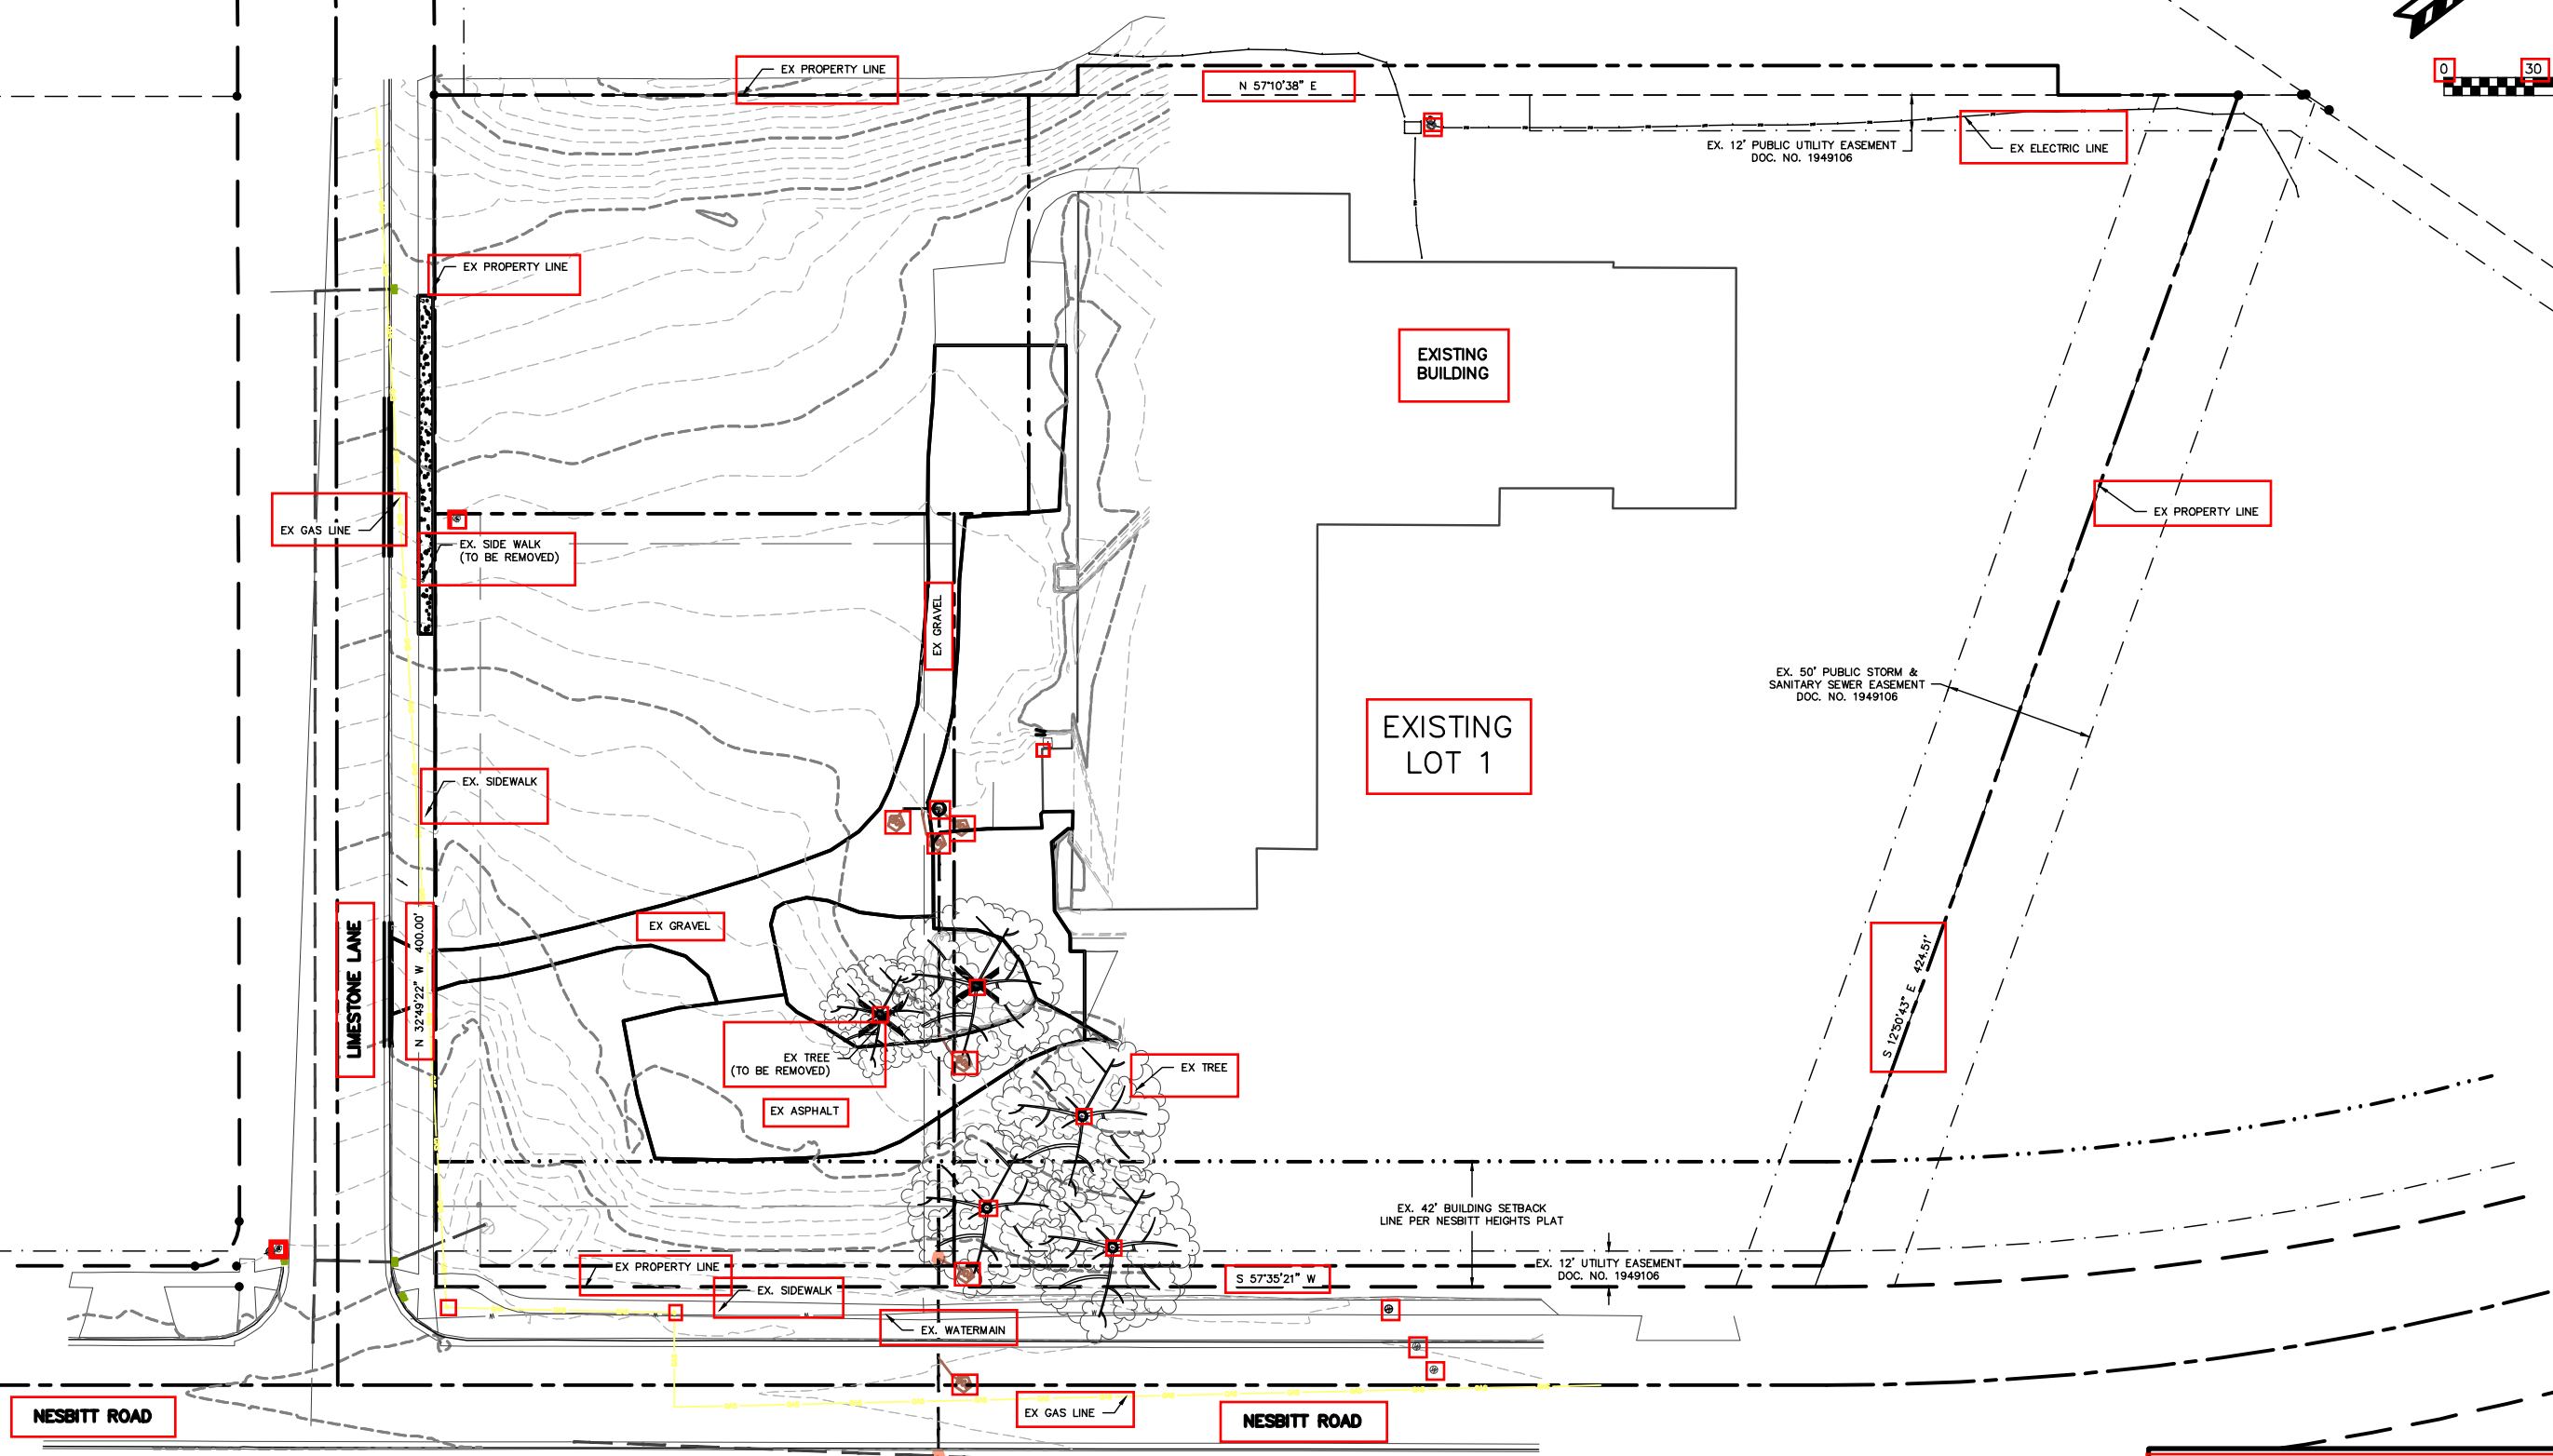 EX PROPERTY LINE
N 57°10'38" E
0
30
EX. 12' PUBLIC UTILITY EASEMENT
DOC. NO. 1949106
EX ELECTRIC LINE
EX PROPERTY LINE
EXISTING
BUILDING
EX GAS LINE
EX. SIDE WALK
(TO BE REMOVED)
EX PROPERTY LINE
EX GRAVEL
EX. 50' PUBLIC STORM &
SANITARY SEWER EASEMENT
DOC. NO. 1949106
EXISTING
LOT 1
EX. SIDEWALK
LIMESTONE LANE
N 32°49'22" W 400.00'
EX GRAVEL
S 12°50'43" E 424.51'
EX TREE
(TO BE REMOVED)
EX TREE
EX ASPHALT
EX. 42' BUILDING SETBACK
LINE PER NESBITT HEIGHTS PLAT
EX PROPERTY LINE
EX. 12' UTILITY EASEMENT
DOC. NO. 1949106
S 57°35'21" W
EX. SIDEWALK
EX. WATERMAIN
EX GAS LINE
NESBITT ROAD
NESBITT ROAD